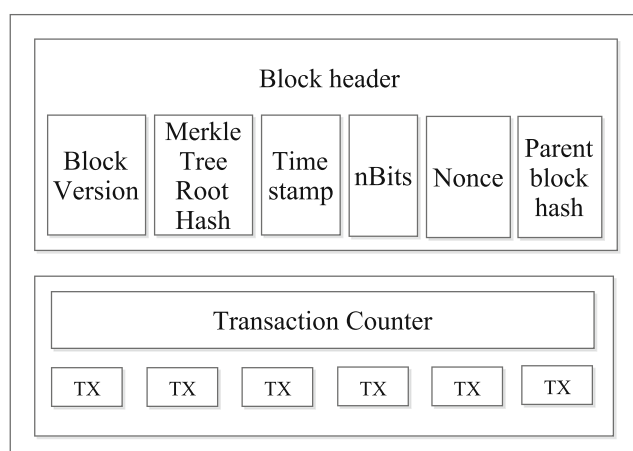 Block header
Block
Version
Merkle
Tree
Root
Hash
Time
stamp
nBits
Nonce
Parent
block
hash
Transaction Counter
TX TX TX TX TX TX